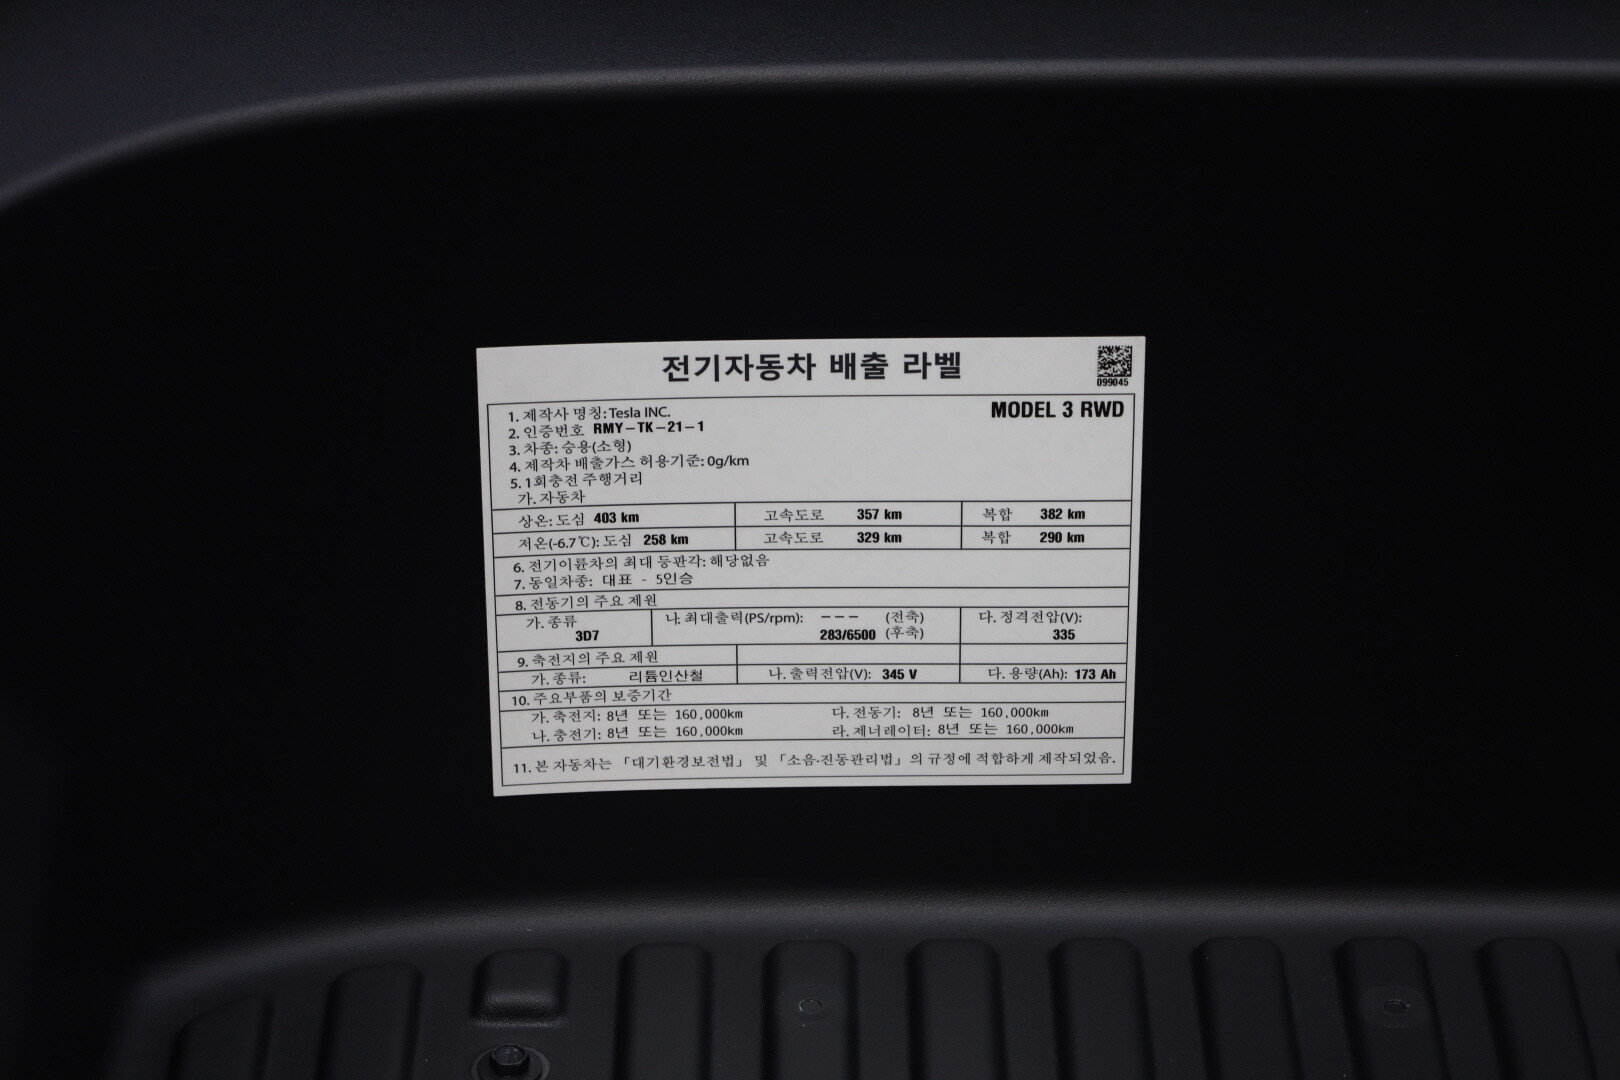 전기자동차 배출 라벨
099045
MODEL 3 RWD
1. 제작사 명칭: Tesla INC.
2. 인증번호 RMY-TK-21-1
3. 차종: 승용(소형)
4. 제작차 배출가스 허용기준: 0g/km
5. 1회충전 주행거리
가. 자동차
상온: 도심 403 km 고속도로 357 km 복합 382 km
저온(-6.7℃): 도심 258 km 고속도로 329 km 복합 290 km
6. 전기이륜차의 최대 등판각: 해당없음
7. 동일차종: 대표 - 5인승
8. 전동기의 주요 제원
가. 종류 나. 최대출력(PS/rpm): --- (전축) 다. 정격전압(V):
3D7 283/6500 (후축) 335
9. 축전지의 주요 제원
가. 종류: 리튬인산철 나. 출력전압(V): 345 V 다. 용량(Ah): 173 Ah
10. 주요부품의 보증기간
가. 축전지: 8년 또는 160,000km 다. 전동기: 8년 또는 160,000km
나. 충전기: 8년 또는 160,000km 라. 제너레이터: 8년 또는 160,000km
11. 본 자동차는 「대기환경보전법」 및 「소음·진동관리법」의 규정에 적합하게 제작되었음.